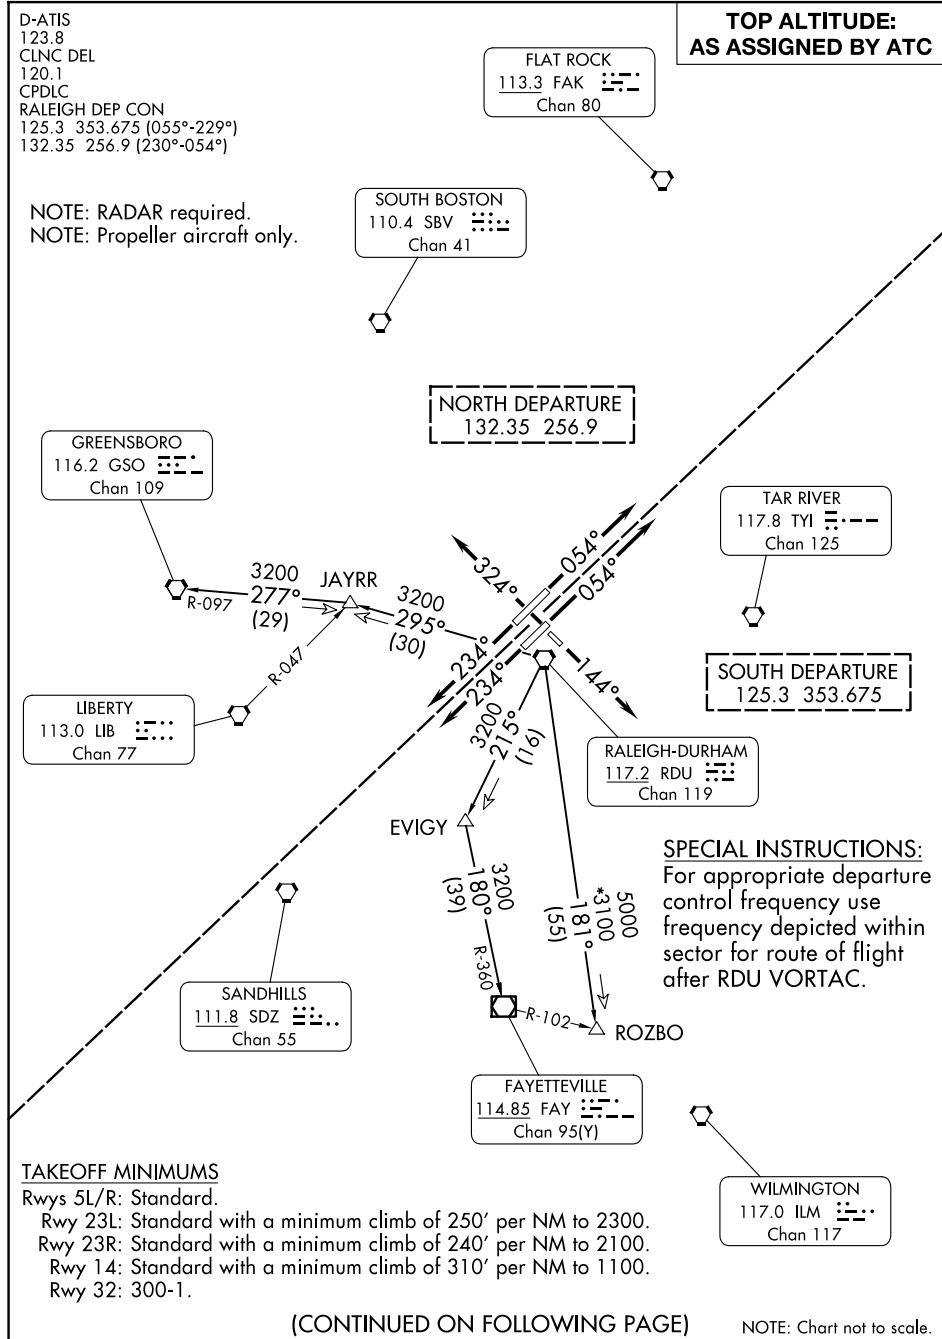 D-ATIS
123.8
CLNC DEL
120.1
CPDLC
RALEIGH DEP CON
125.3 353.675 (055°-229°)
132.35 256.9 (230°-054°)
TOP ALTITUDE:
AS ASSIGNED BY ATC
FLAT ROCK
113.3 FAK
Chan 80
NOTE: RADAR required.
NOTE: Propeller aircraft only.
SOUTH BOSTON
110.4 SBV
Chan 41
NORTH DEPARTURE
132.35 256.9
GREENSBORO
116.2 GSO
Chan 109
TAR RIVER
117.8 TYI
Chan 125
324°
054°
054°
3200
277°
(29)
R-097
JAYRR
3200
295°
(30)
R-047
234°
234°
144°
SOUTH DEPARTURE
125.3 353.675
LIBERTY
113.0 LIB
Chan 77
3200
215°
(16)
RALEIGH-DURHAM
117.2 RDU
Chan 119
EVIGY
3200
180°
(39)
R-360
5000
*3100
181°
(55)
SPECIAL INSTRUCTIONS:
For appropriate departure
control frequency use
frequency depicted within
sector for route of flight
after RDU VORTAC.
SANDHILLS
111.8 SDZ
Chan 55
R-102
ROZBO
FAYETTEVILLE
114.85 FAY
Chan 95(Y)
WILMINGTON
117.0 ILM
Chan 117
TAKEOFF MINIMUMS
Rwys 5L/R: Standard.
Rwy 23L: Standard with a minimum climb of 250' per NM to 2300.
Rwy 23R: Standard with a minimum climb of 240' per NM to 2100.
Rwy 14: Standard with a minimum climb of 310' per NM to 1100.
Rwy 32: 300-1.
(CONTINUED ON FOLLOWING PAGE)
NOTE: Chart not to scale.